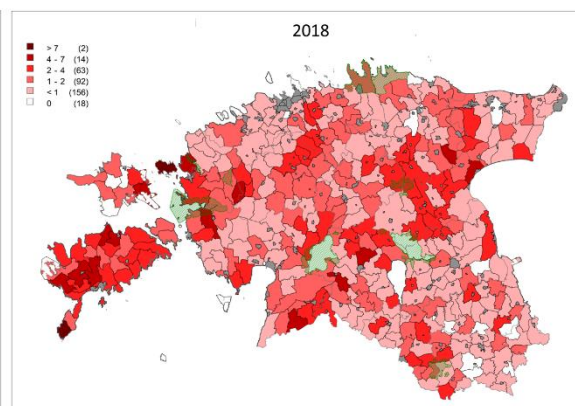 2018
> 7 (2)
4 - 7 (14)
2 - 4 (63)
1 - 2 (92)
< 1 (156)
0 (18)